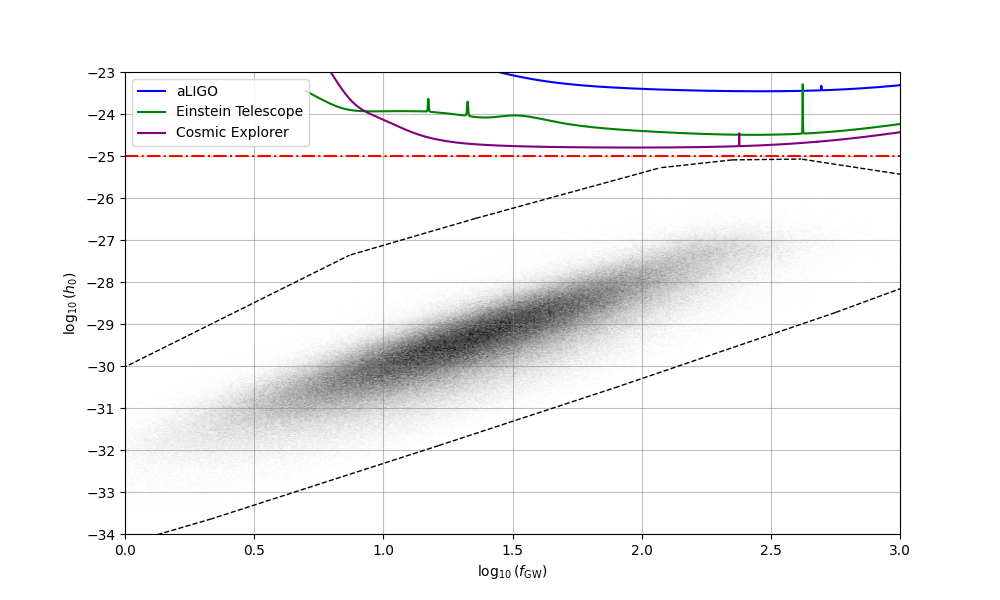 −23
−24
−25
−26
−27
−28
−29
−30
−31
−32
−33
−34
log₁₀ (h₀)
aLIGO
Einstein Telescope
Cosmic Explorer
0.0 0.5 1.0 1.5 2.0 2.5 3.0
log₁₀ (f_GW)